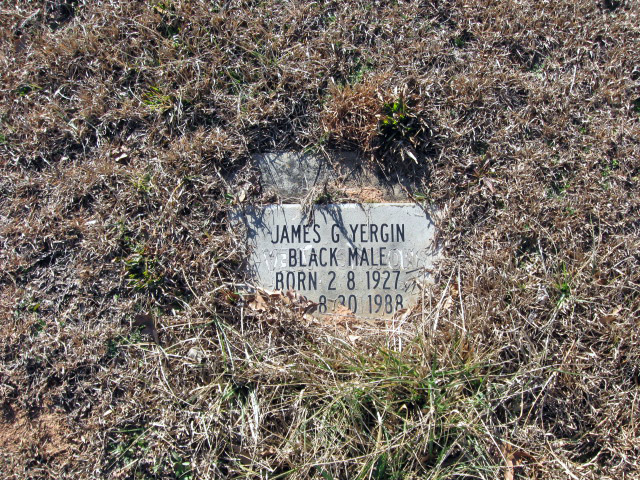 JAMES G YERGIN
BLACK MALE
BORN 2 8 1927
8 30 1988